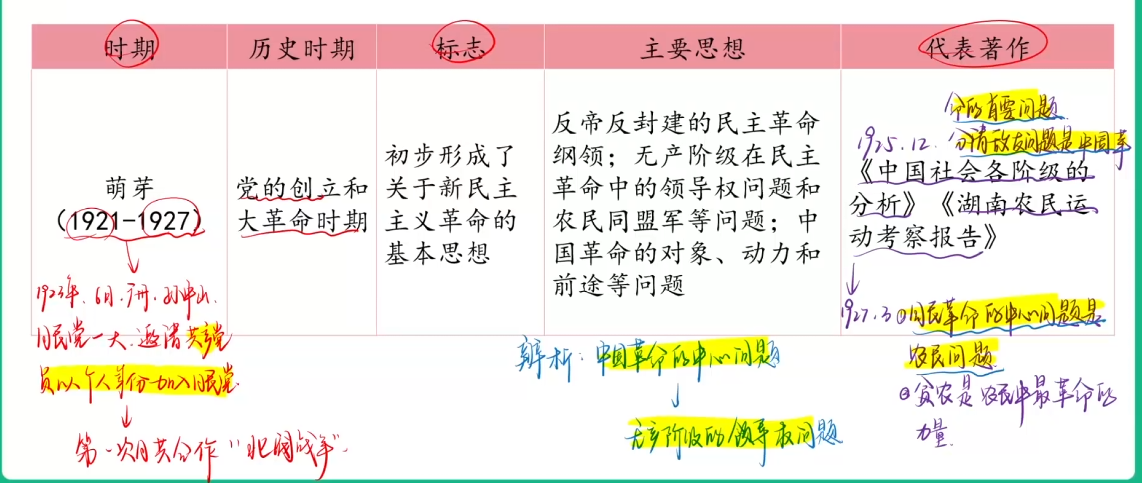 时期 历史时期 标志 主要思想 代表著作
萌芽
（1921-1927）
党的创立和
大革命时期
初步形成了
关于新民主
主义革命的
基本思想
反帝反封建的民主革命
纲领；无产阶级在民主
革命中的领导权问题和
农民同盟军等问题；中
国革命的对象、动力和
前途等问题
命的首要问题
1925.12. 分清敌友问题是中国革
《中国社会各阶级的
分析》《湖南农民运
动考察报告》
1923年.6月.广州.孙中山.
国民党一大.邀请共产党
员以个人身份加入国民党.
第一次国共合作“北阀战争”.
辨析：中国革命的中心问题
无产阶级的领导权问题
1927.3①国民革命的中心问题是
农民问题.
②贫农是农民中最革命的
力量.